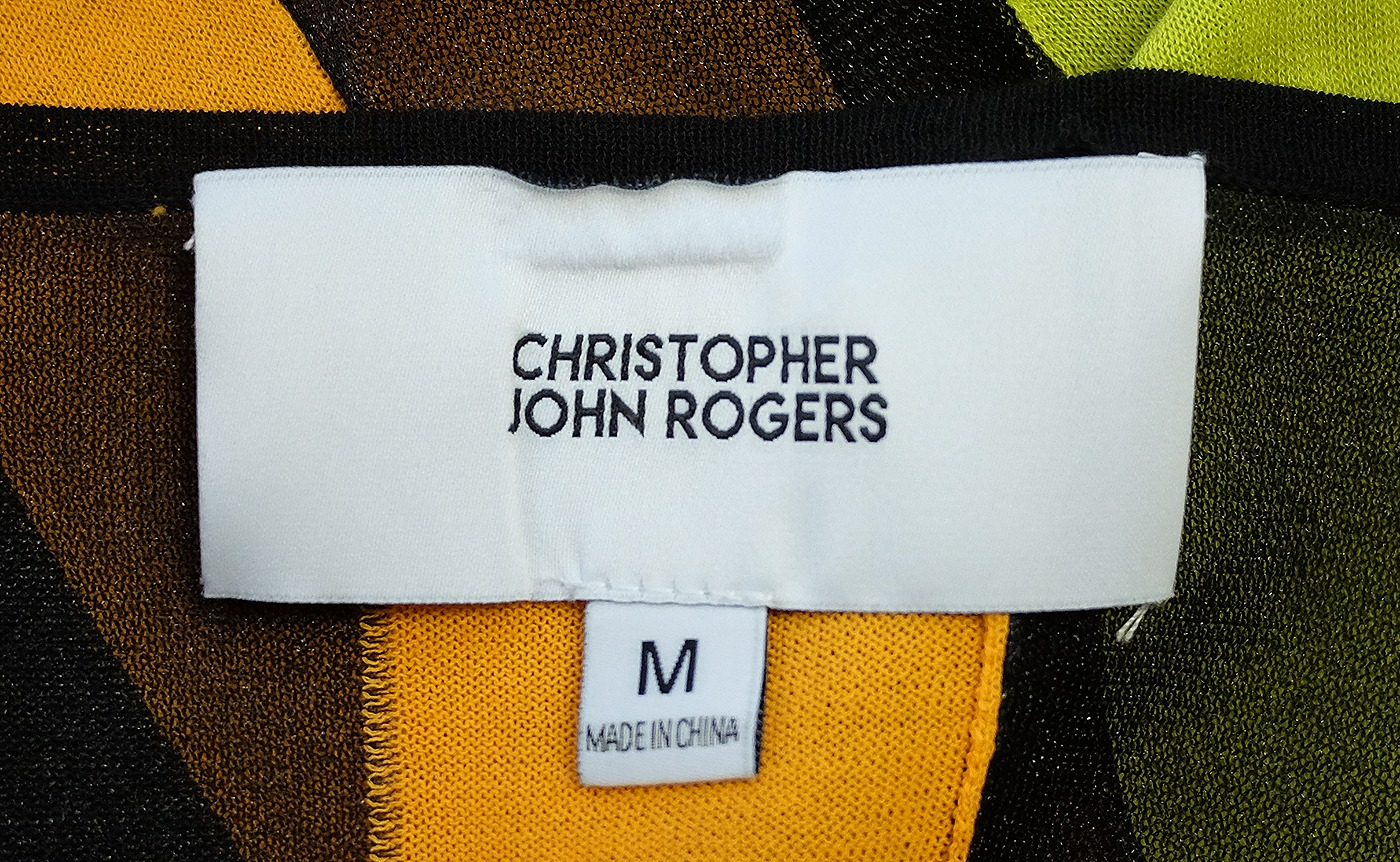 CHRISTOPHER
JOHN ROGERS
M
MADE IN CHINA